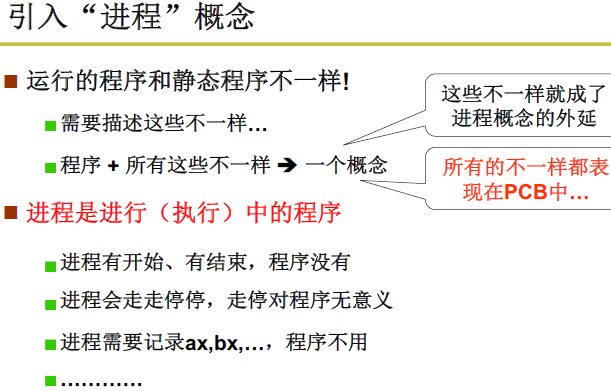 引入“进程”概念
运行的程序和静态程序不一样!
需要描述这些不一样…
程序 + 所有这些不一样 ➔ 一个概念
这些不一样就成了
进程概念的外延
所有的不一样都表
现在PCB中…
进程是进行（执行）中的程序
进程有开始、有结束，程序没有
进程会走走停停，走停对程序无意义
进程需要记录ax,bx,…，程序不用
…………